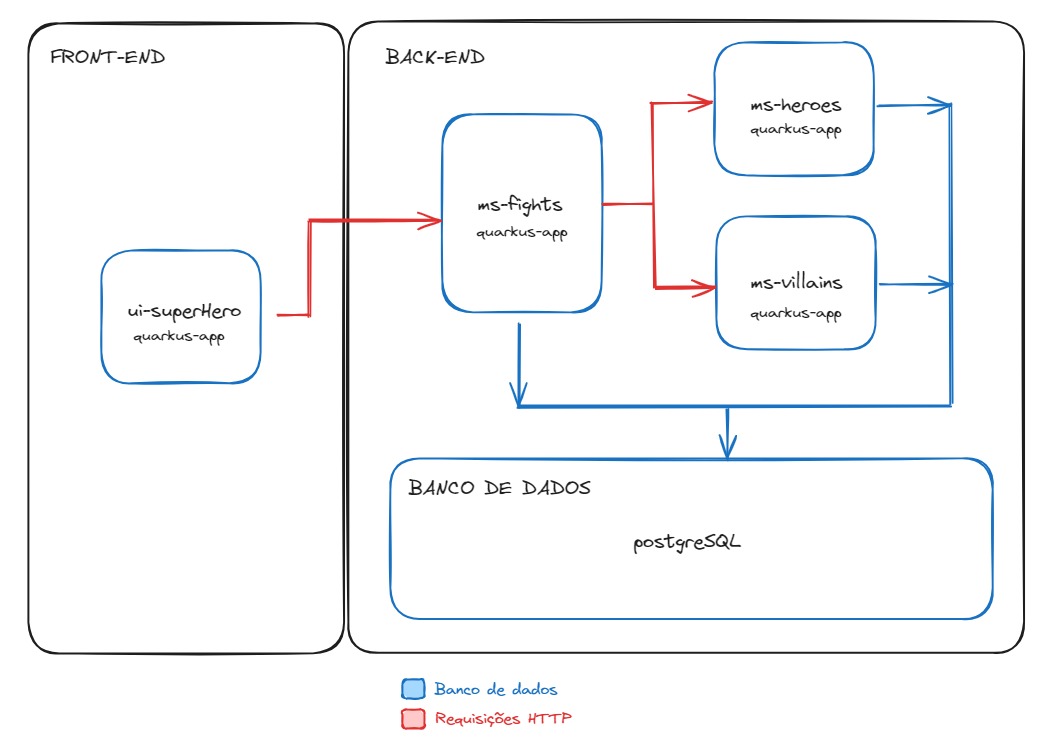 FRONT-END
BACK-END
ms-heroes
quarkus-app
ms-fights
quarkus-app
ms-villains
quarkus-app
ui-superHero
quarkus-app
BANCO DE DADOS
postgreSQL
Banco de dados
Requisições HTTP